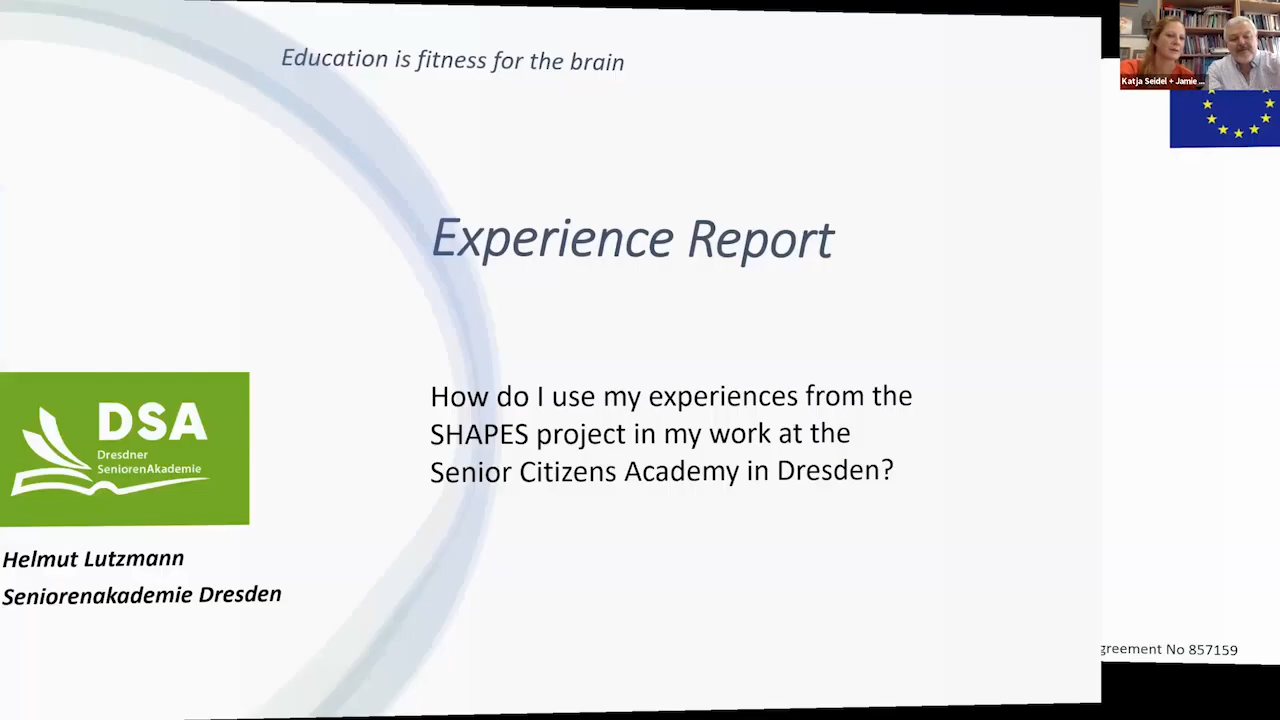 Education is fitness for the brain
Katja Seidel + Jamie ...
Experience Report
How do I use my experiences from the
SHAPES project in my work at the
Senior Citizens Academy in Dresden?
DSA
Dresdner
SeniorenAkademie
Helmut Lutzmann
Seniorenakademie Dresden
greement No 857159